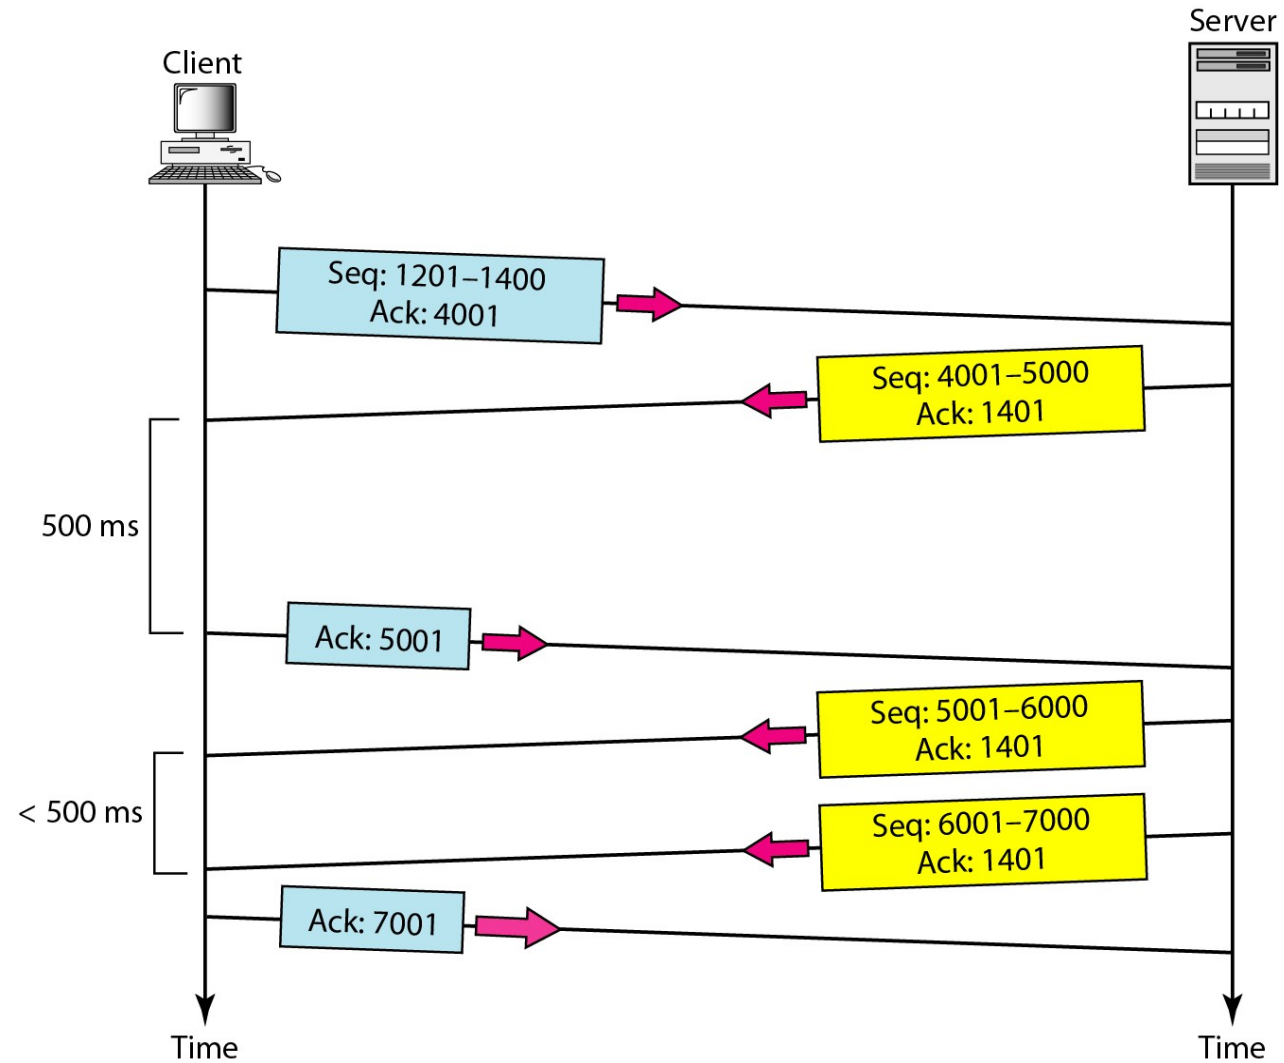 Server
Client
Seq: 1201–1400
Ack: 4001
Seq: 4001–5000
Ack: 1401
500 ms
Ack: 5001
Seq: 5001–6000
Ack: 1401
< 500 ms
Seq: 6001–7000
Ack: 1401
Ack: 7001
Time
Time